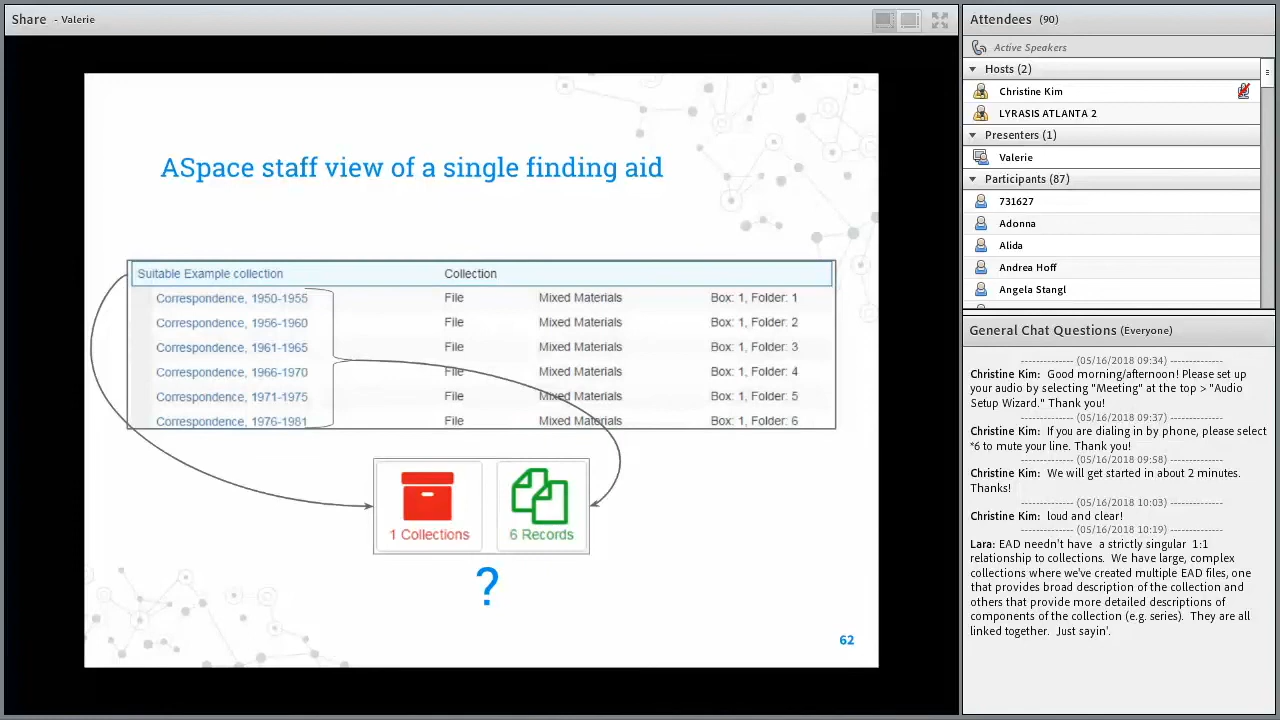 Share - Valerie
ASpace staff view of a single finding aid
Suitable Example collection Collection
Correspondence, 1950-1955 File Mixed Materials Box: 1, Folder: 1
Correspondence, 1956-1960 File Mixed Materials Box: 1, Folder: 2
Correspondence, 1961-1965 File Mixed Materials Box: 1, Folder: 3
Correspondence, 1966-1970 File Mixed Materials Box: 1, Folder: 4
Correspondence, 1971-1975 File Mixed Materials Box: 1, Folder: 5
Correspondence, 1976-1981 File Mixed Materials Box: 1, Folder: 6
1 Collections 6 Records
?
62
Attendees (90)
Active Speakers
Hosts (2)
Christine Kim
LYRASIS ATLANTA 2
Presenters (1)
Valerie
Participants (87)
731627
Adonna
Alida
Andrea Hoff
Angela Stangl
General Chat Questions (Everyone)
-------------- (05/16/2018 09:34) -------------
Christine Kim: Good morning/afternoon! Please set up
your audio by selecting "Meeting" at the top > "Audio
Setup Wizard." Thank you!
-------------- (05/16/2018 09:37) -------------
Christine Kim: If you are dialing in by phone, please select
*6 to mute your line. Thank you!
-------------- (05/16/2018 09:58) -------------
Christine Kim: We will get started in about 2 minutes.
Thanks!
-------------- (05/16/2018 10:03) -------------
Christine Kim: loud and clear!
-------------- (05/16/2018 10:19) -------------
Lara: EAD needn't have a strictly singular 1:1
relationship to collections. We have large, complex
collections where we've created multiple EAD files, one
that provides broad description of the collection and
others that provide more detailed descriptions of
components of the collection (e.g. series). They are all
linked together. Just sayin'.